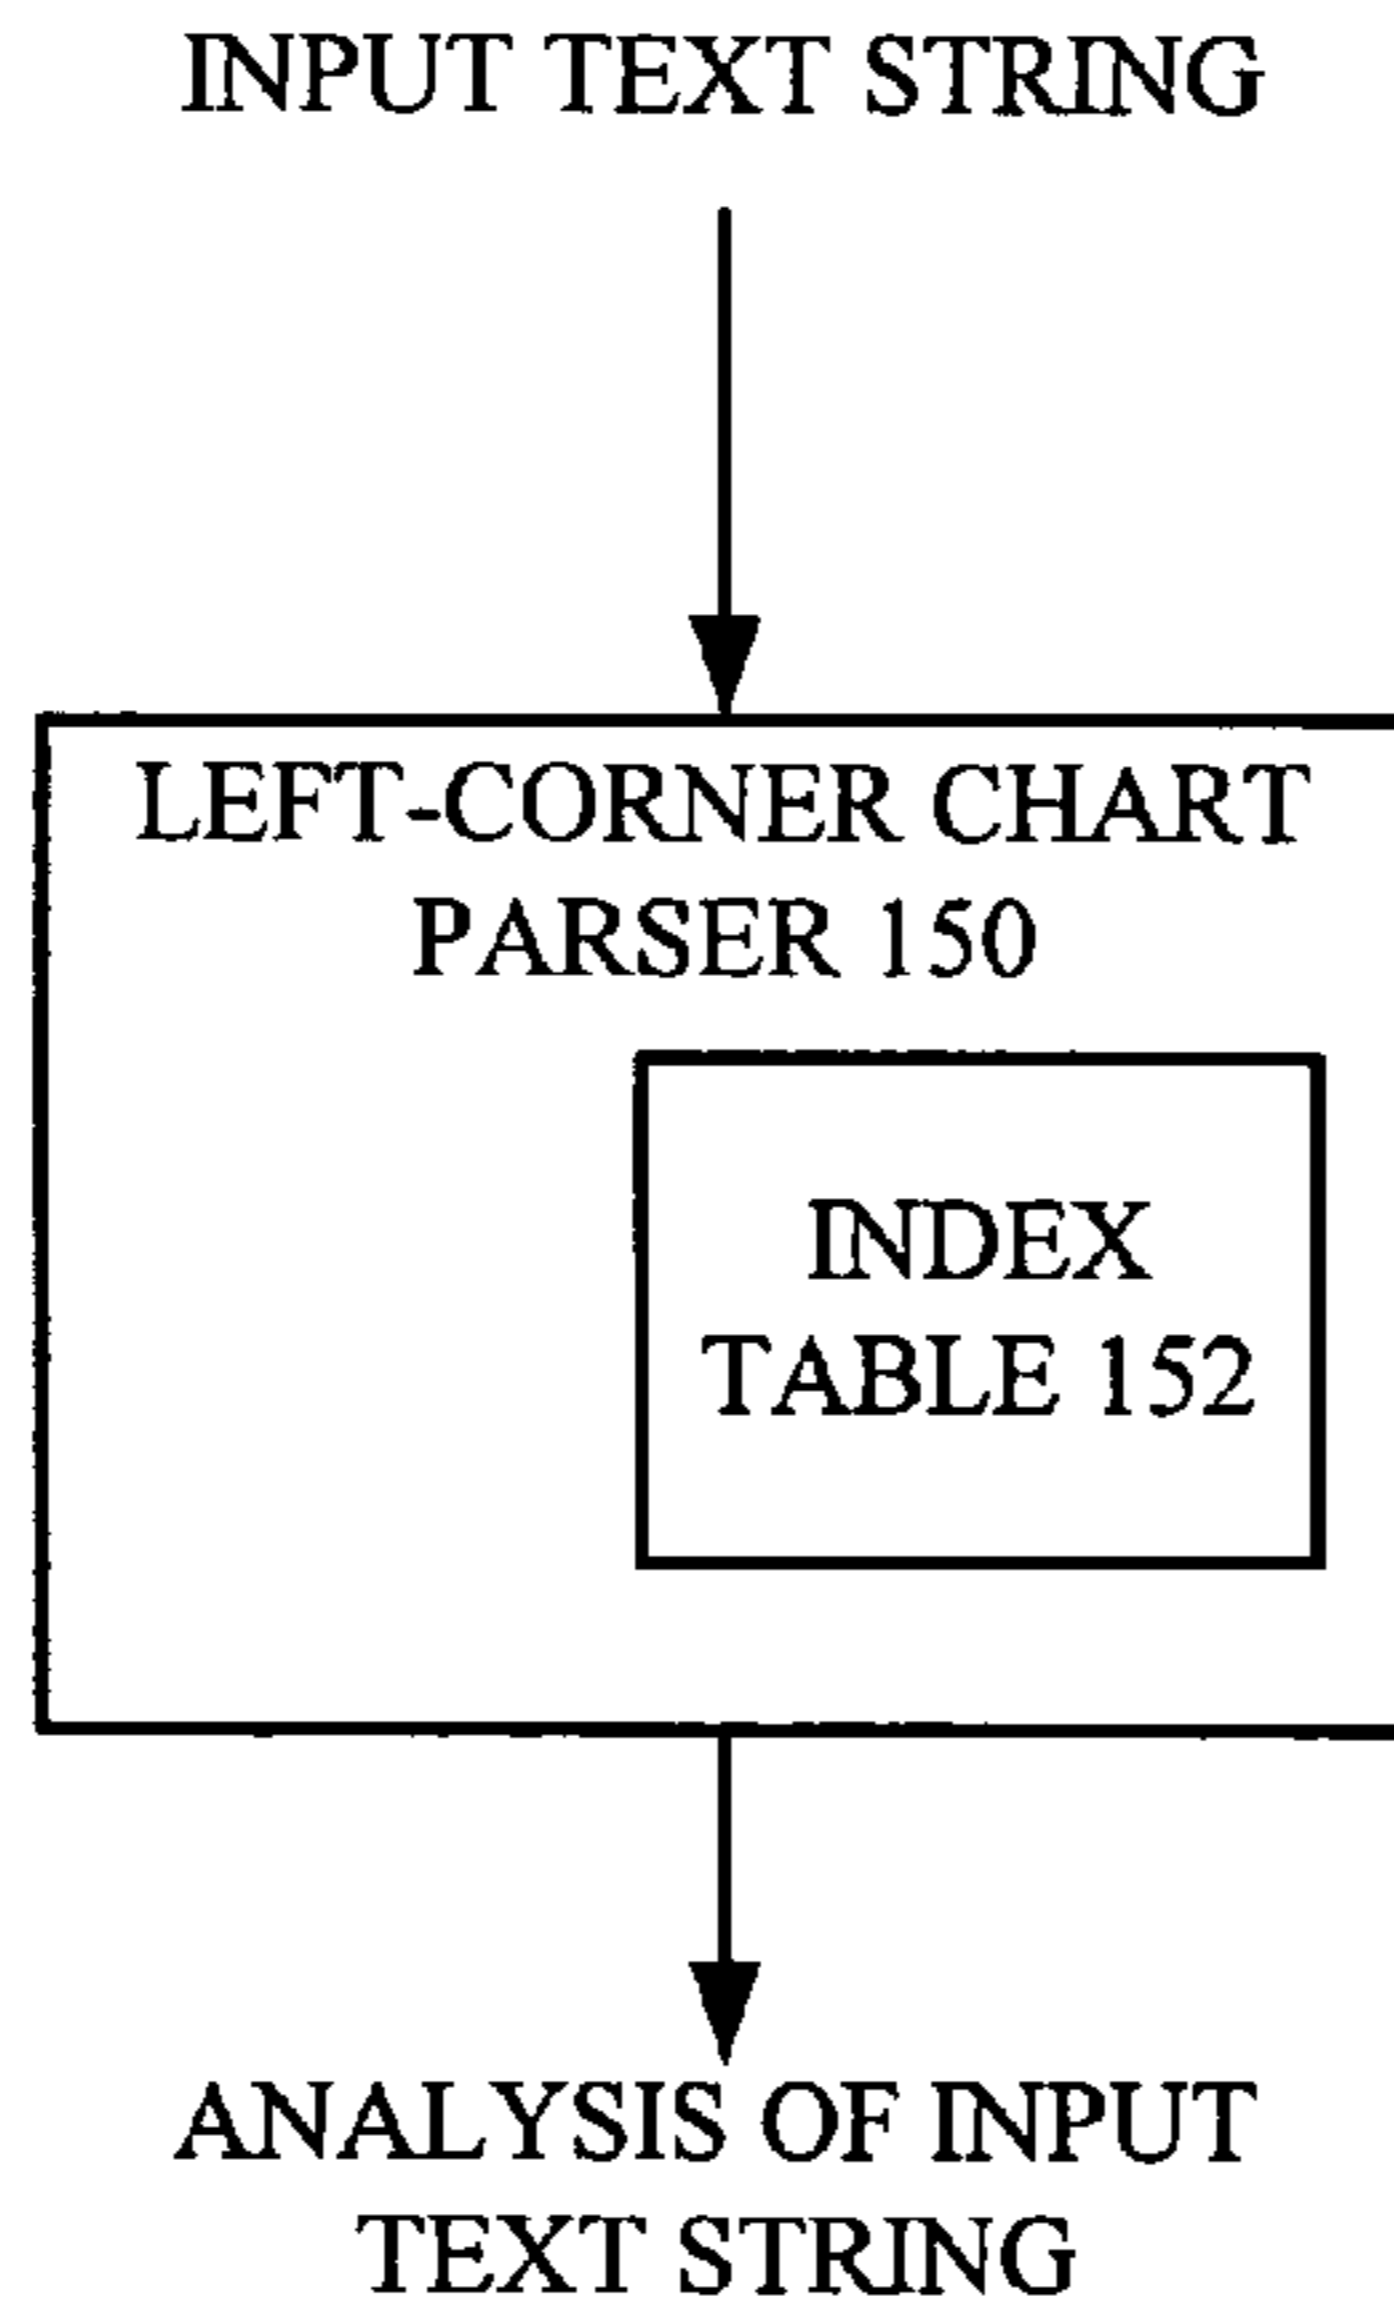 INPUT TEXT STRING
LEFT-CORNER CHART
PARSER 150
INDEX
TABLE 152
ANALYSIS OF INPUT
TEXT STRING